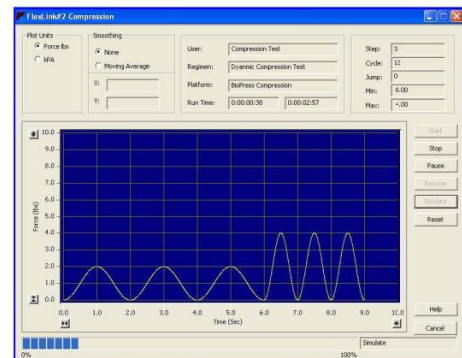 FlexLink#2-Compression
Plot Units
Force lbs
kPA
Smoothing
None
Moving Average
X:
Y:
User: Compression Test
Regimen: Dyannic Compression Test
Platform: BioPress Compression
Run Time: 0:00:00:36 0:00:02:57
Step: 3
Cycle: 12
Jump: 0
Min:
Max:
Start
Stop
Pause
Resume
Simulate
Reset
Help
Cancel
Force (lbs)
10.0
9.0
8.0
7.0
6.0
5.0
4.0
3.0
2.0
1.0
0.0
0.0 1.0 2.0 3.0 4.0 5.0 6.0 7.0 8.0 9.0 10.0
Time (Sec)
Simulate
0% 100%